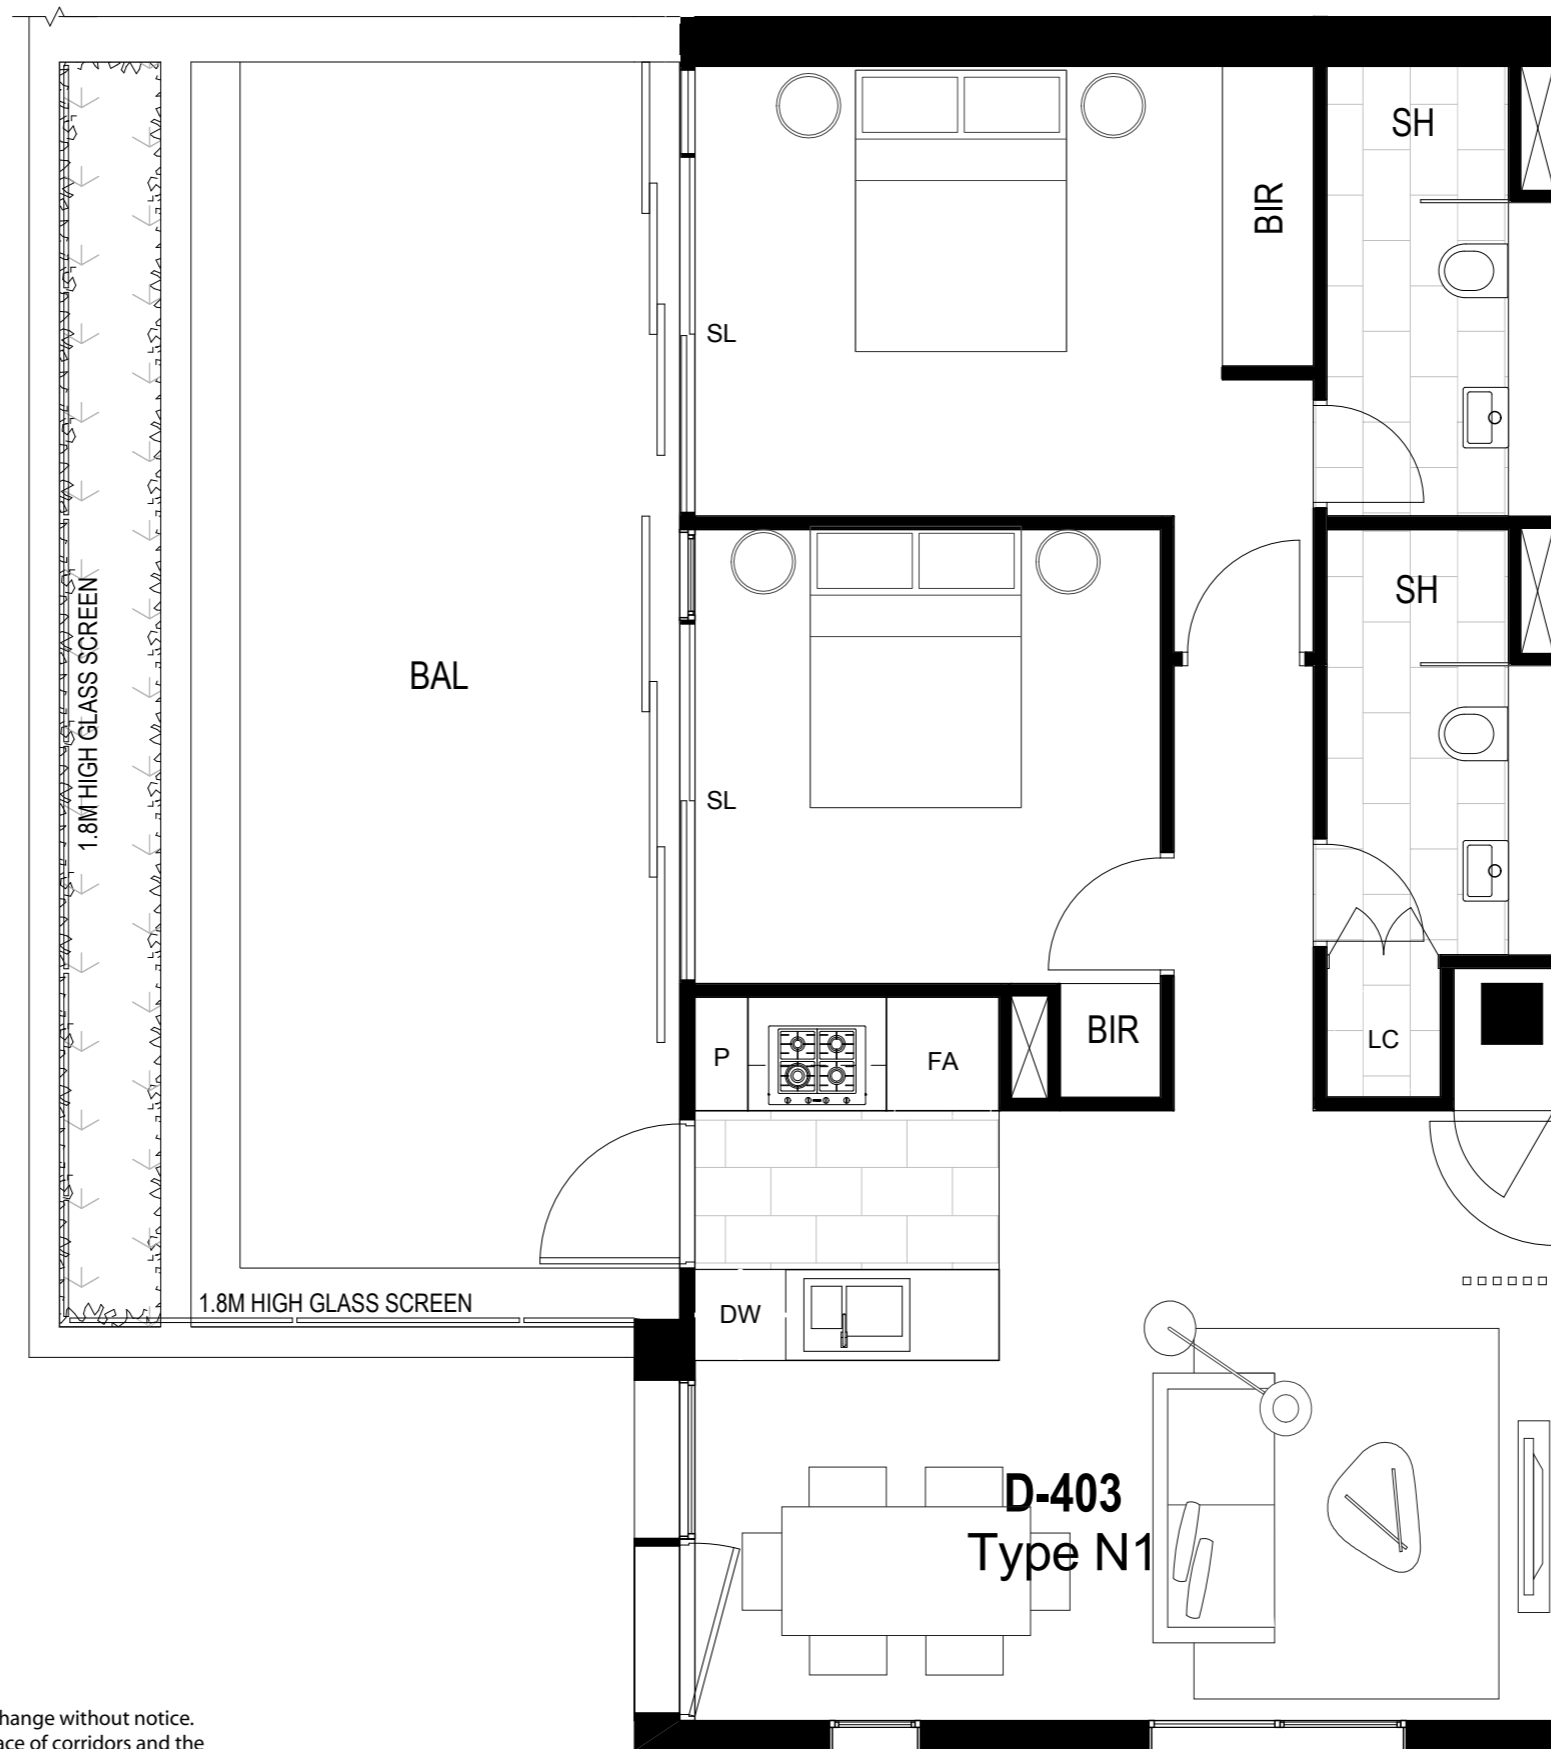 SH
BIR
SL
SH
1.8M HIGH GLASS SCREEN
BAL
SL
BIR
P
FA
LC
1.8M HIGH GLASS SCREEN
DW
D-403
Type N1
hange without notice.
ace of corridors and the